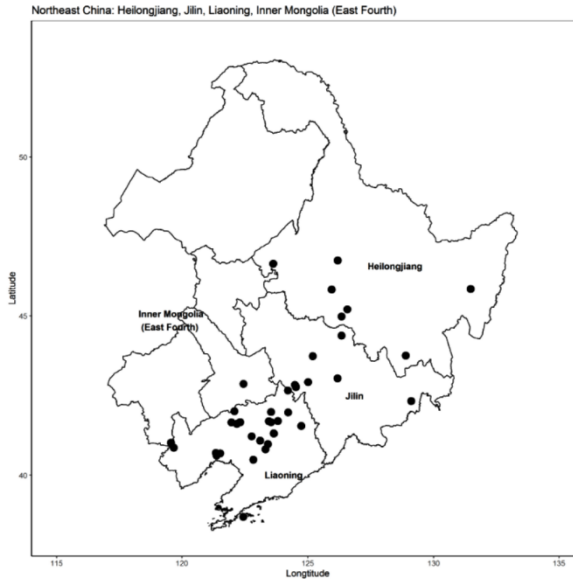 Northeast China: Heilongjiang, Jilin, Liaoning, Inner Mongolia (East Fourth)
50
Heilongjiang
Latitude
45
Inner Mongolia
(East Fourth)
Jilin
40
Liaoning
115
120
125
130
135
Longtitude